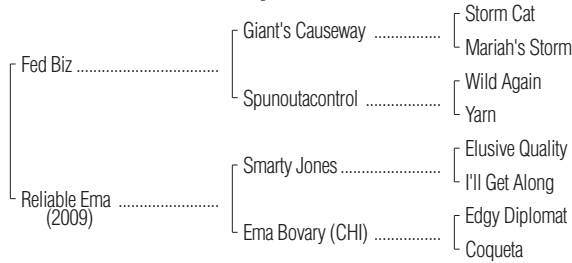 Storm Cat
Giant's Causeway ..................
Mariah's Storm
Fed Biz ................................
Wild Again
Spunoutacontrol .................
Yarn
Elusive Quality
Smarty Jones .......................
I'll Get Along
Reliable Ema ......................
(2009)
Edgy Diplomat
Ema Bovary (CHI) ...............
Coqueta